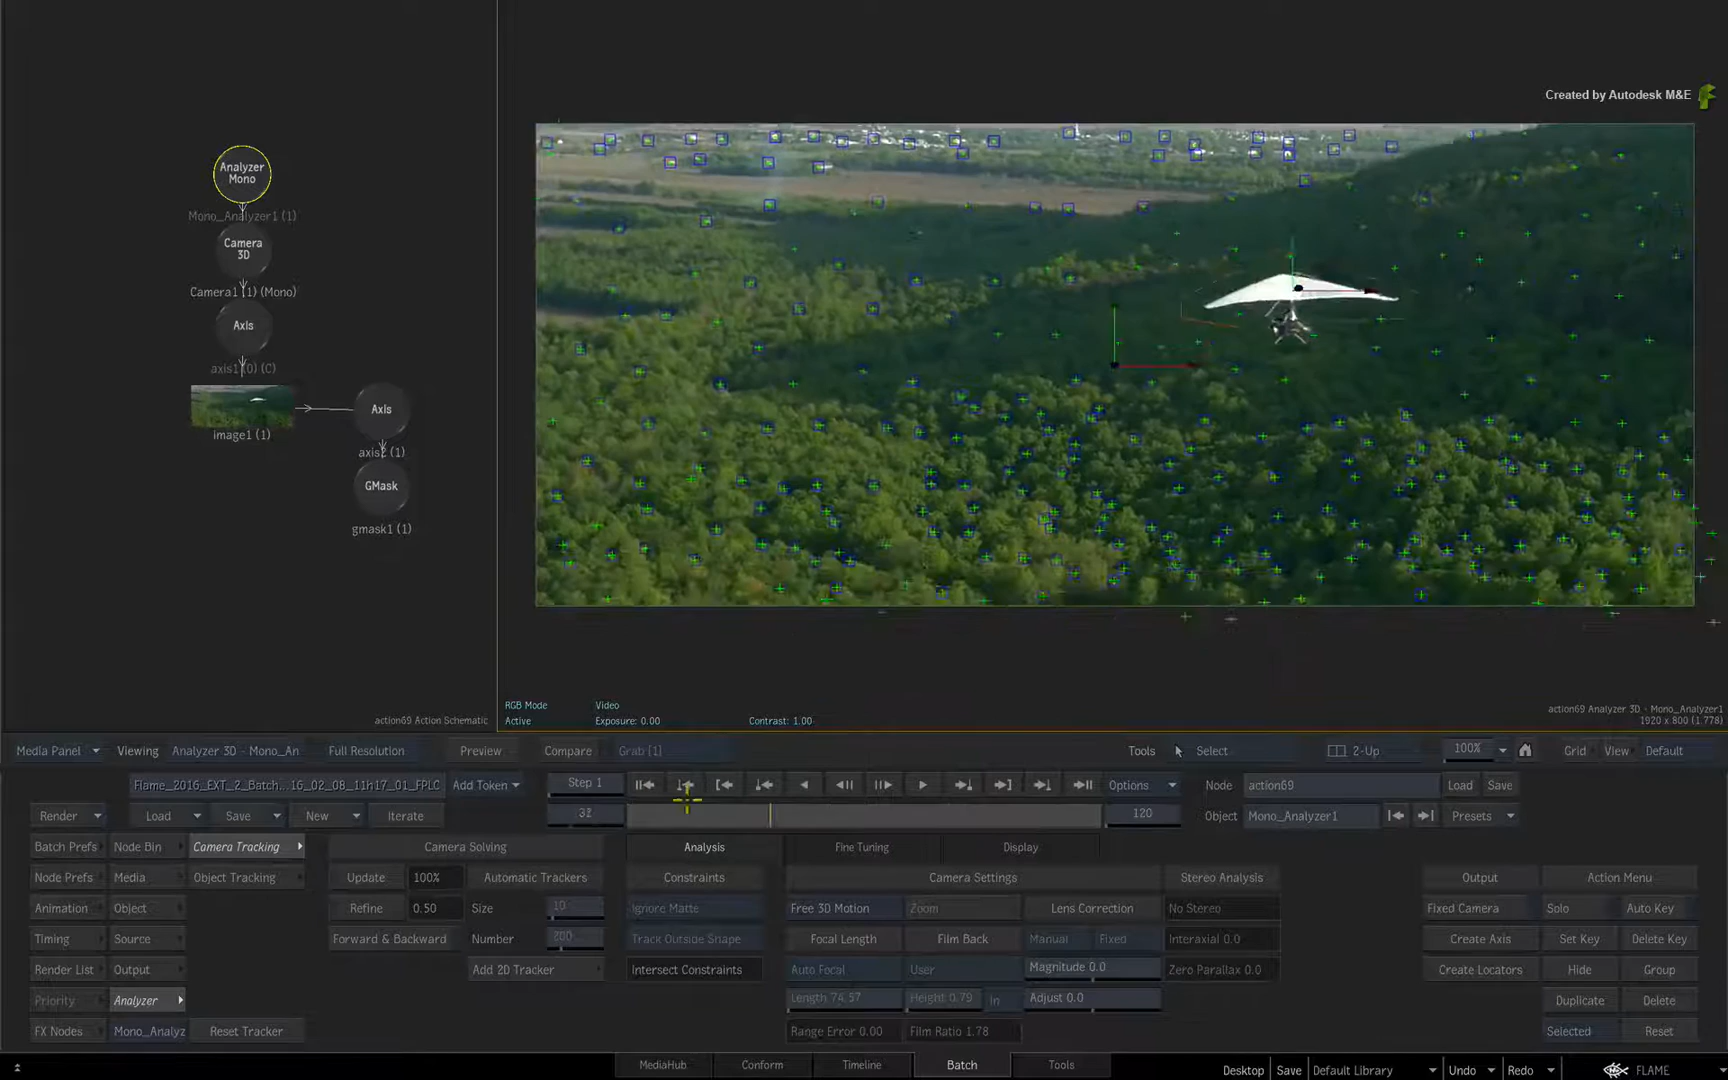 Created by Autodesk M&E
Analyzer
Mono
Mono_Analyzer1 (1)
Camera
3D
Camera1 (1) (Mono)
Axis
axis1 (0) (C)
image1 (1)
Axis
axis2 (1)
GMask
gmask1 (1)
action69 Action Schematic
RGB Mode Video
Active Exposure: 0.00 Contrast: 1.00
action69 Analyzer 3D - Mono_Analyzer1
1920 x 800 (1.778)
Media Panel Viewing Analyzer 3D - Mono_An Full Resolution Preview Compare Grab [1] Tools Select 2-Up 100% Grid View Default
Flame_2016_EXT_2_Batch...16_02_08_11h17_01_FPLC Add Token Step 1 Options Node action69 Load Save
Render Load Save New Iterate 32 120 Object Mono_Analyzer1 Presets
Batch Prefs Node Bin Camera Tracking Camera Solving Analysis Fine Tuning Display
Node Prefs Media Object Tracking Update 100% Automatic Trackers Constraints Camera Settings Stereo Analysis Output Action Menu
Animation Object Refine 0.50 Size 10 Ignore Matte Free 3D Motion Zoom Lens Correction No Stereo Fixed Camera Solo Auto Key
Timing Source Forward & Backward Number 200 Track Outside Shape Focal Length Film Back Manual Fixed Interaxial 0.0 Create Axis Set Key Delete Key
Render List Output Add 2D Tracker Intersect Constraints Auto Focal User Magnitude 0.0 Zero Parallax 0.0 Create Locators Hide Group
Priority Analyzer Length 74.57 Height 0.79 In Adjust 0.0 Duplicate Delete
FX Nodes Mono_Analyz Reset Tracker Range Error 0.00 Film Ratio 1.78 Selected Reset
MediaHub Conform Timeline Batch Tools Desktop Save Default Library Undo Redo FLAME